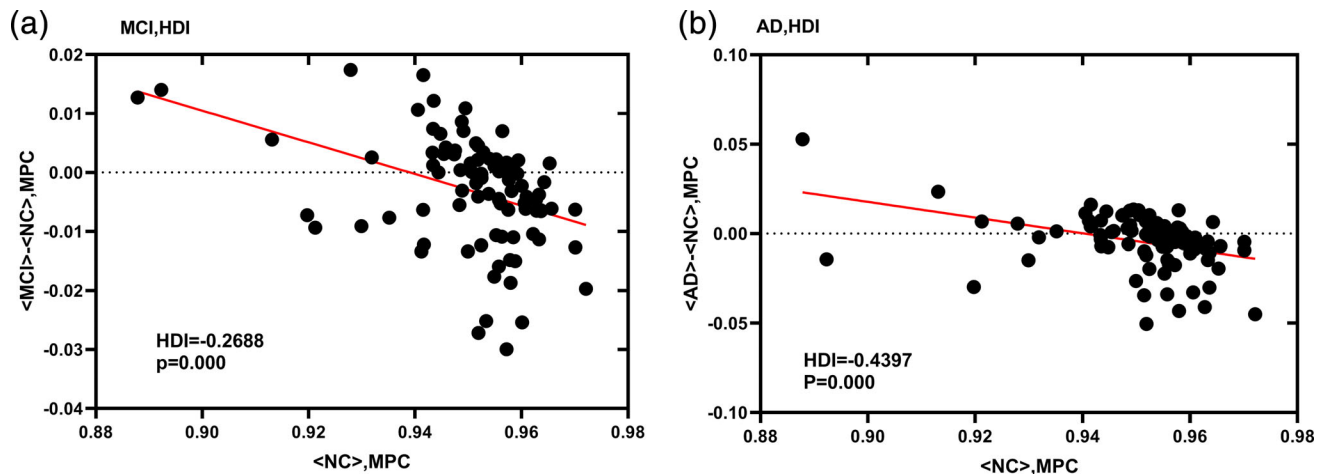 (a)
MCI,HDI
0.02
0.01
0.00
-0.01
-0.02
-0.03
-0.04
<MCI>-<NC>,MPC
HDI=-0.2688
p=0.000
0.88 0.90 0.92 0.94 0.96 0.98
<NC>,MPC
(b)
AD,HDI
0.10
0.05
0.00
-0.05
-0.10
<AD>-<NC>,MPC
HDI=-0.4397
P=0.000
0.88 0.90 0.92 0.94 0.96 0.98
<NC>,MPC